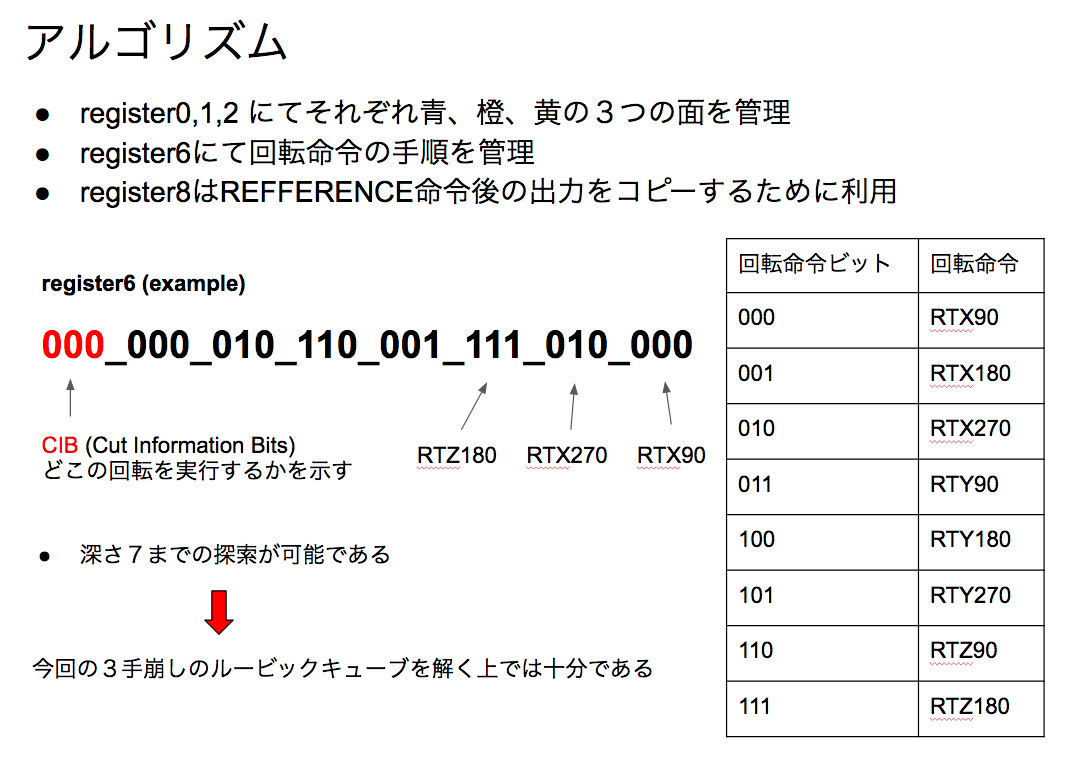 アルゴリズム
● register0,1,2 にてそれぞれ青、橙、黄の３つの面を管理
● register6にて回転命令の手順を管理
● register8はREFFERENCE命令後の出力をコピーするために利用
register6 (example)
000_000_010_110_001_111_010_000
CIB (Cut Information Bits)
どこの回転を実行するかを示す
RTZ180 RTX270 RTX90
● 深さ７までの探索が可能である
今回の３手崩しのルービックキューブを解く上では十分である
回転命令ビット 回転命令
000 RTX90
001 RTX180
010 RTX270
011 RTY90
100 RTY180
101 RTY270
110 RTZ90
111 RTZ180